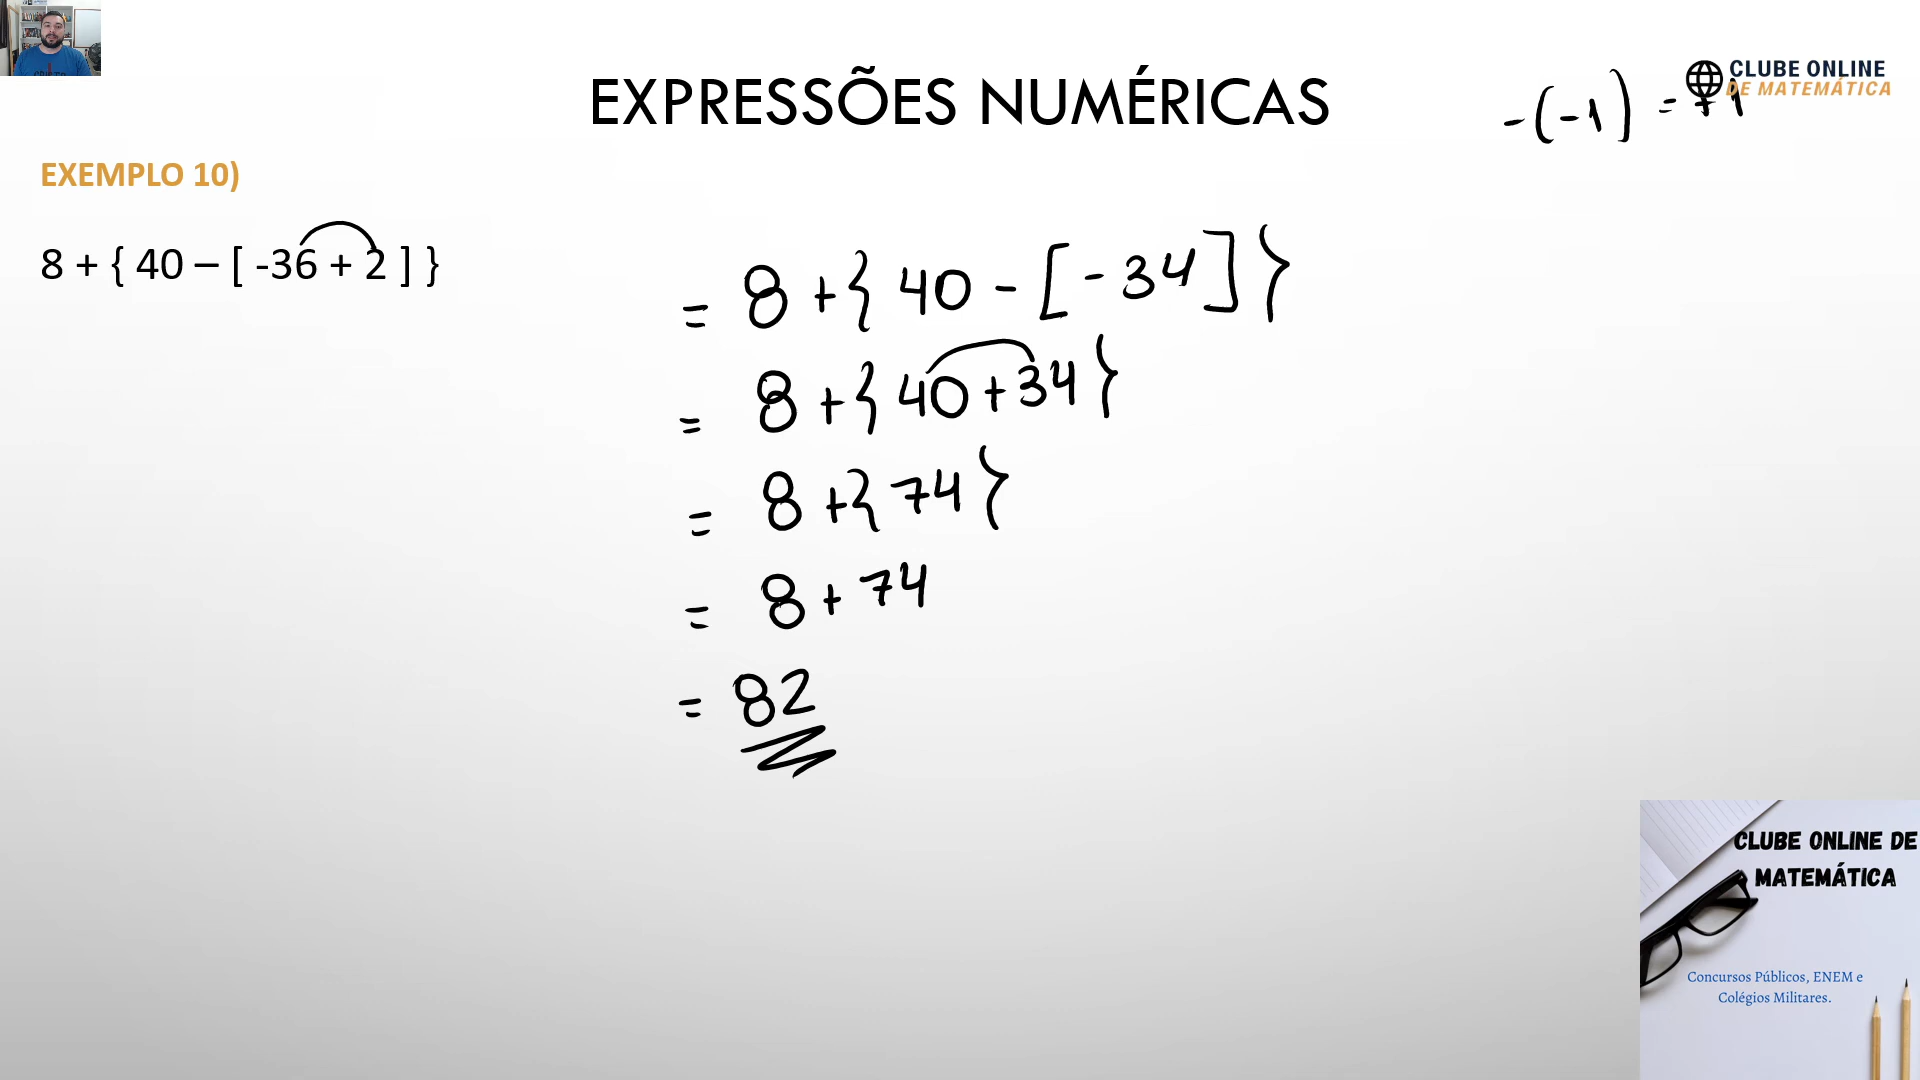 EXPRESSÕES NUMÉRICAS
-(-1) = +1
CLUBE ONLINE
DE MATEMÁTICA
EXEMPLO 10)
8 + { 40 – [ -36 + 2 ] }
= 8 + { 40 - [ - 34 ] }
= 8 + { 40 + 34 }
= 8 + { 74 }
= 8 + 74
= 82
CLUBE ONLINE DE
MATEMÁTICA
Concursos Públicos, ENEM e
Colégios Militares.